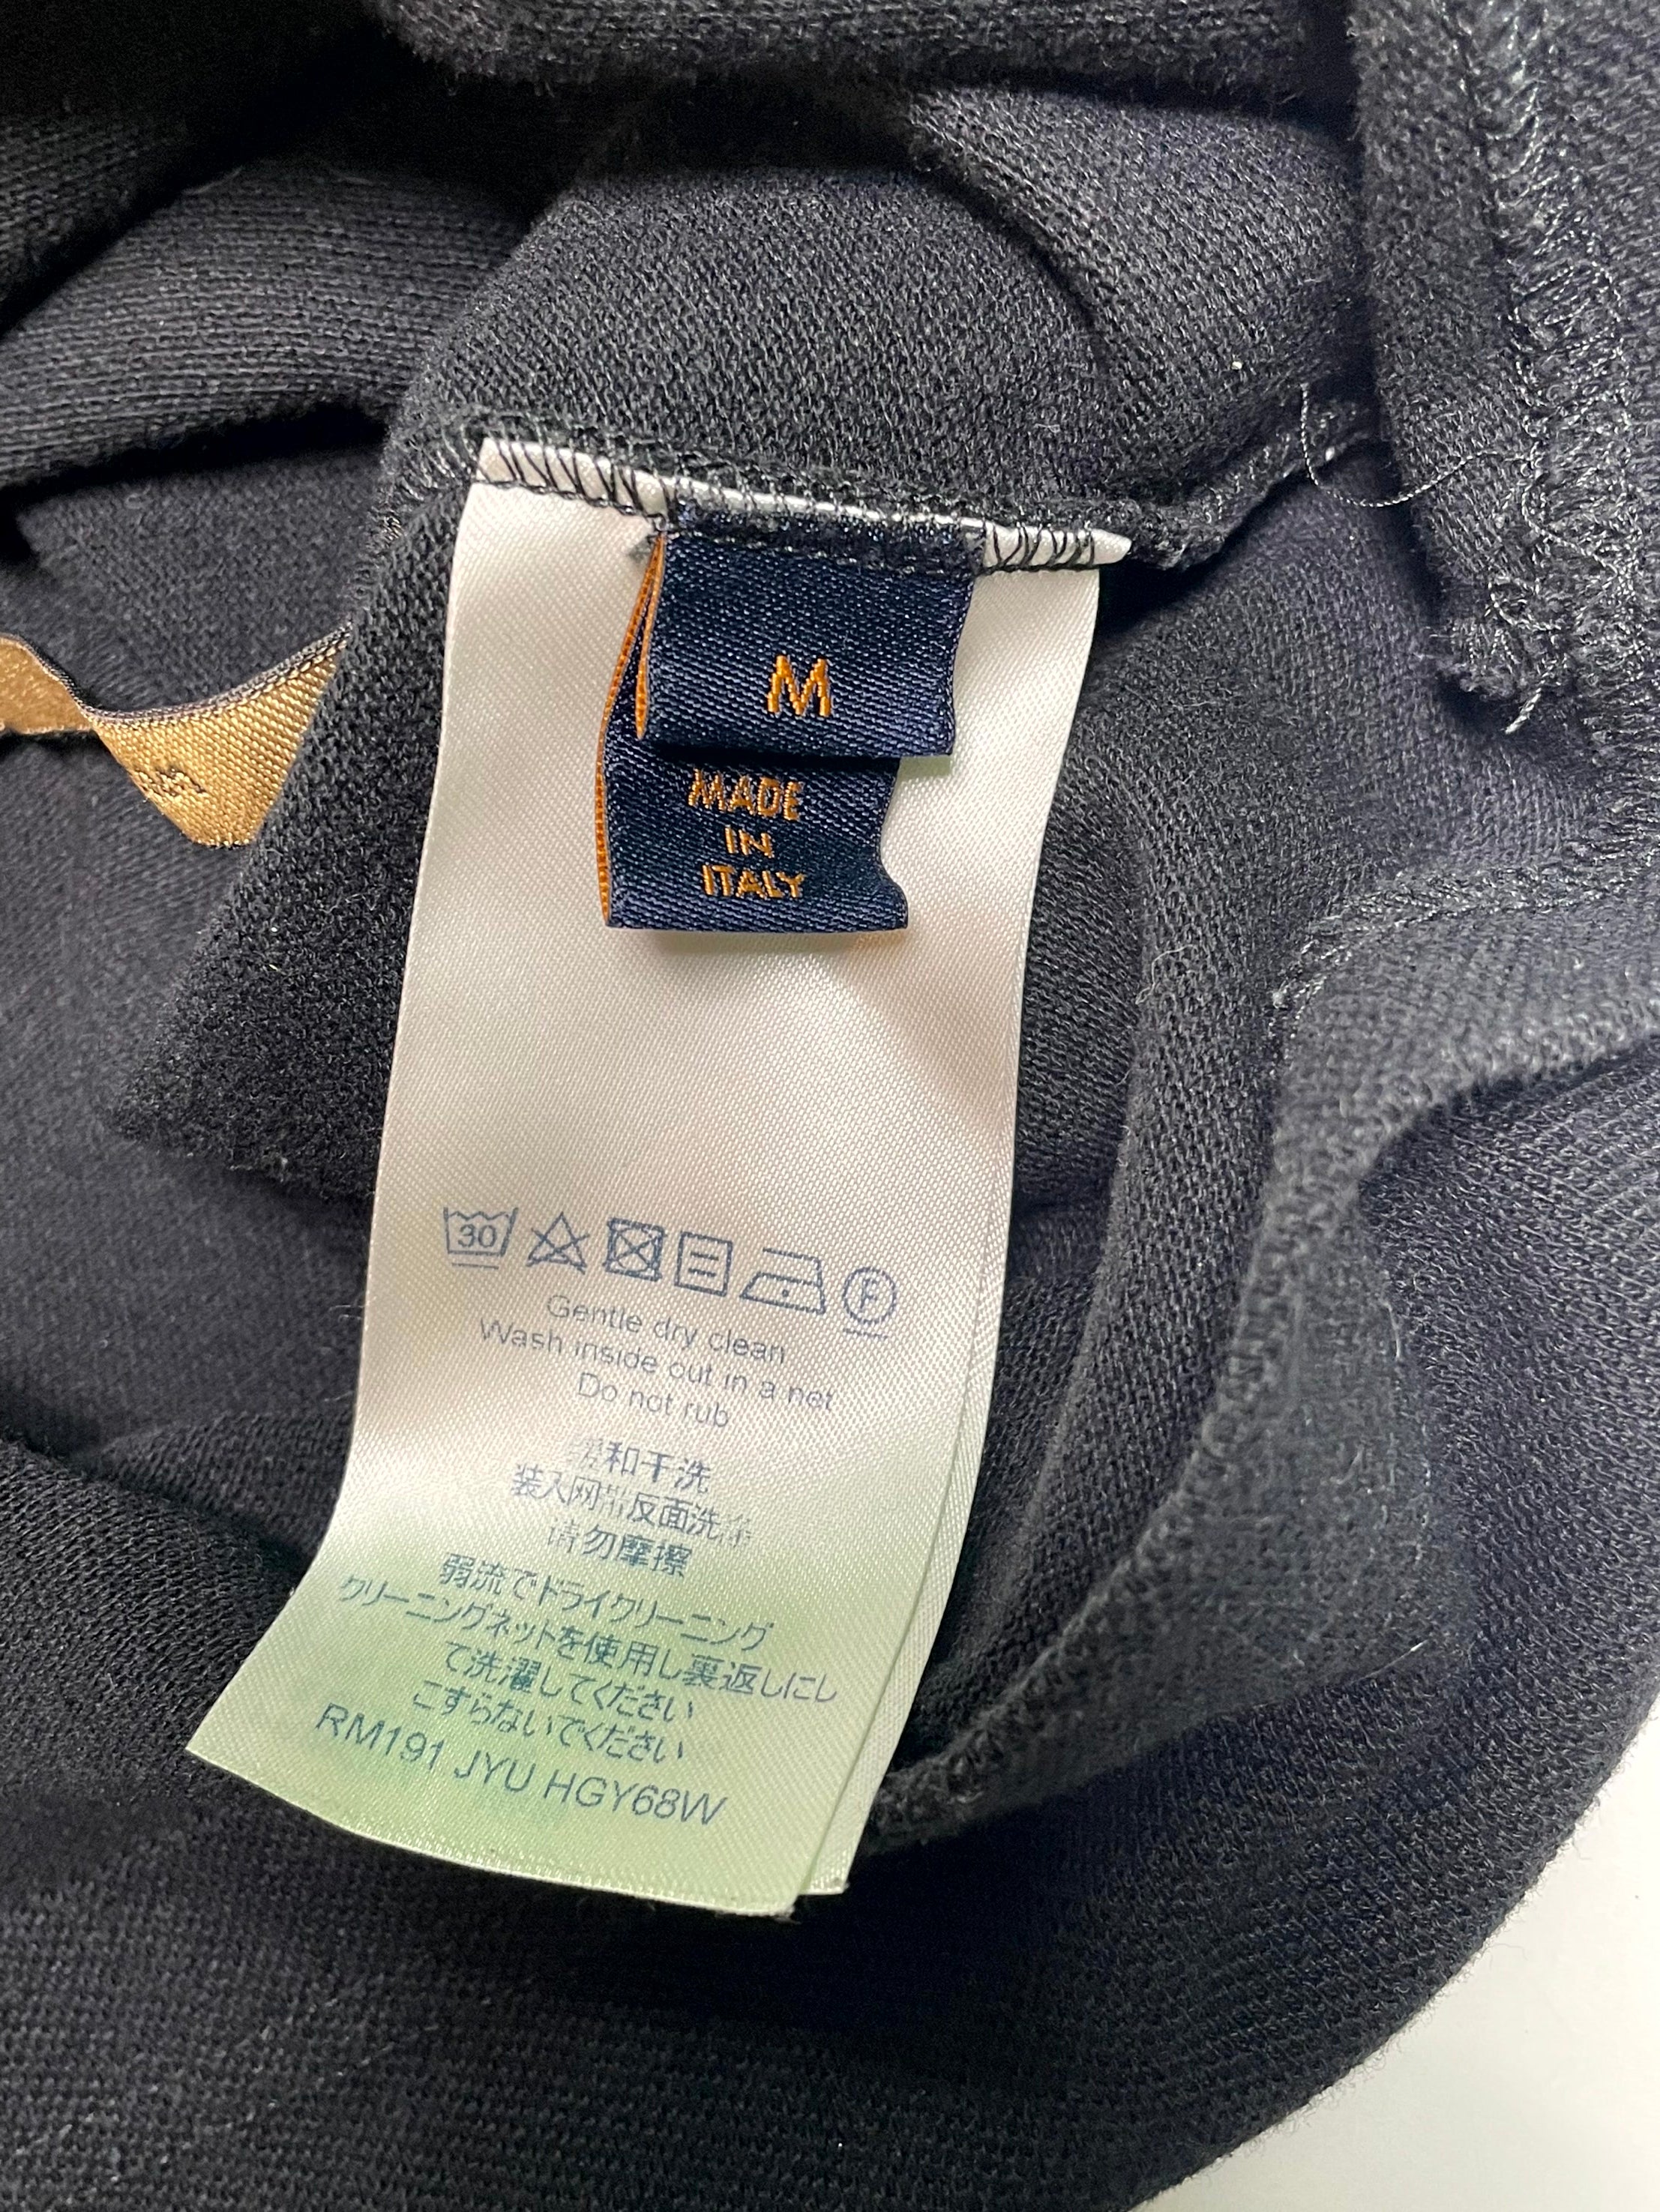 M
MADE
IN
ITALY
30
F
Gentle dry clean
Wash inside out in a net
Do not rub
缓和干洗
装入网中反面洗涤
请勿摩擦
弱流でドライクリーニング
クリーニングネットを使用し裏返しにし
て洗濯してください
こすらないでください
RM191 JYU HGY68W